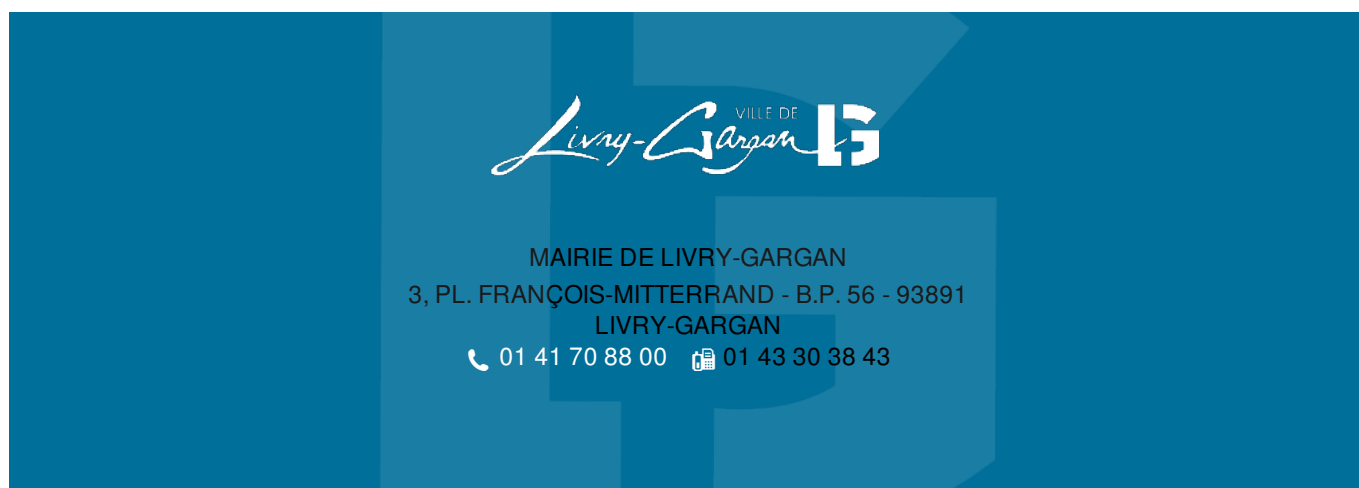 VILLE DE
Livry-Gargan LG
MAIRIE DE LIVRY-GARGAN
3, PL. FRANÇOIS-MITTERRAND - B.P. 56 - 93891
LIVRY-GARGAN
01 41 70 88 00 01 43 30 38 43